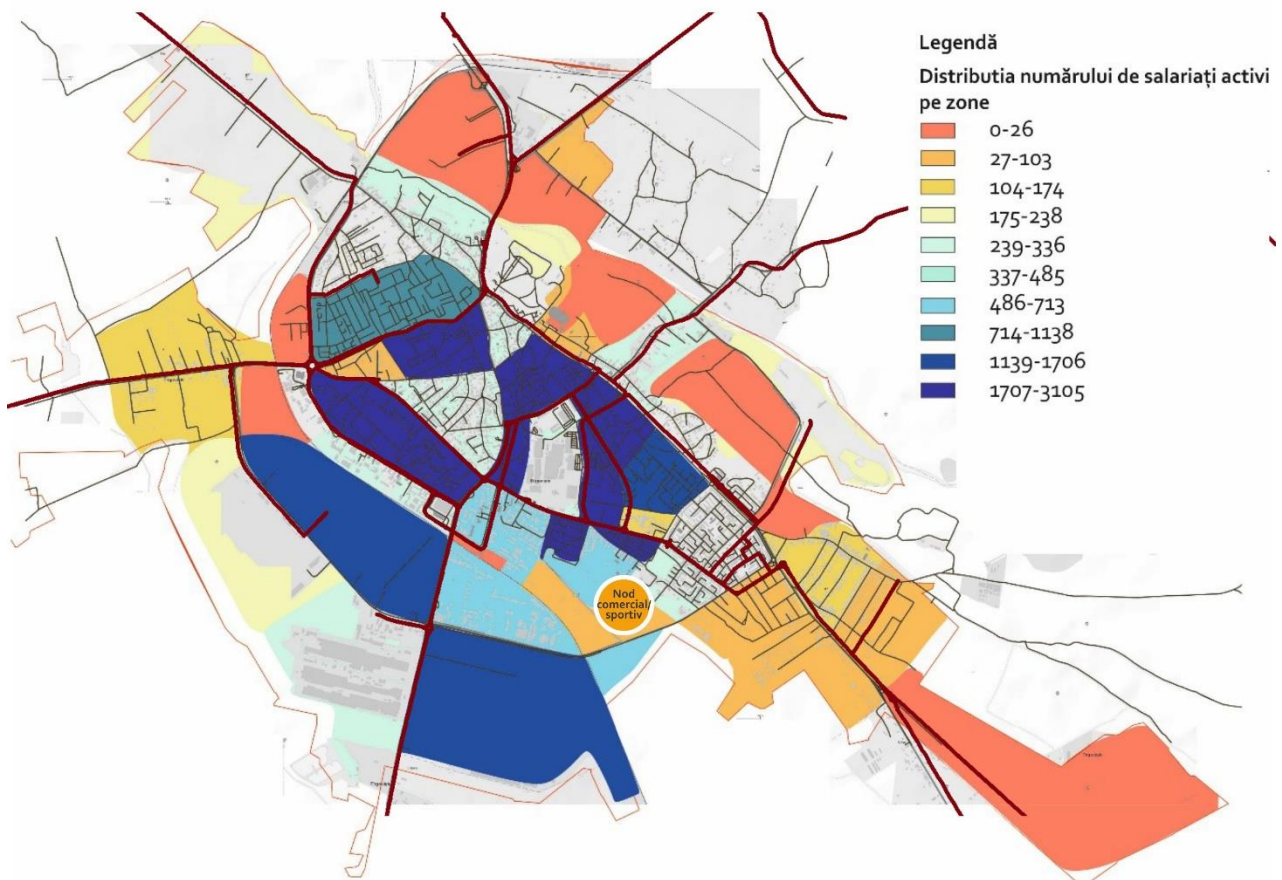 Legendă
Distributia numărului de salariați activi
pe zone
0-26
27-103
104-174
175-238
239-336
337-485
486-713
714-1138
1139-1706
1707-3105
Nod
comercial/
sportiv